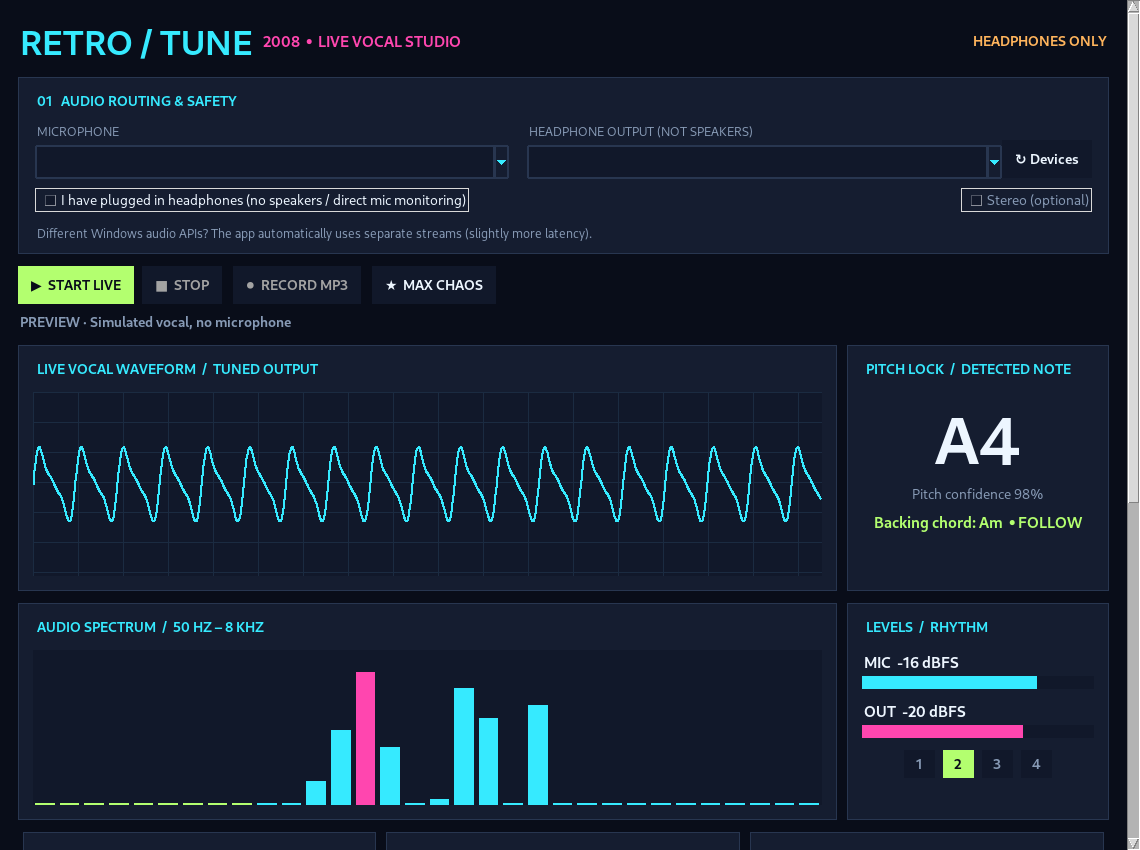 RETRO / TUNE 2008 • LIVE VOCAL STUDIO HEADPHONES ONLY
01 AUDIO ROUTING & SAFETY
MICROPHONE HEADPHONE OUTPUT (NOT SPEAKERS)
↻ Devices
I have plugged in headphones (no speakers / direct mic monitoring) Stereo (optional)
Different Windows audio APIs? The app automatically uses separate streams (slightly more latency).
▶ START LIVE ■ STOP ● RECORD MP3 ★ MAX CHAOS
PREVIEW · Simulated vocal, no microphone
LIVE VOCAL WAVEFORM / TUNED OUTPUT
PITCH LOCK / DETECTED NOTE
A4
Pitch confidence 98%
Backing chord: Am • FOLLOW
AUDIO SPECTRUM / 50 HZ – 8 KHZ
LEVELS / RHYTHM
MIC -16 dBFS
OUT -20 dBFS
1 2 3 4